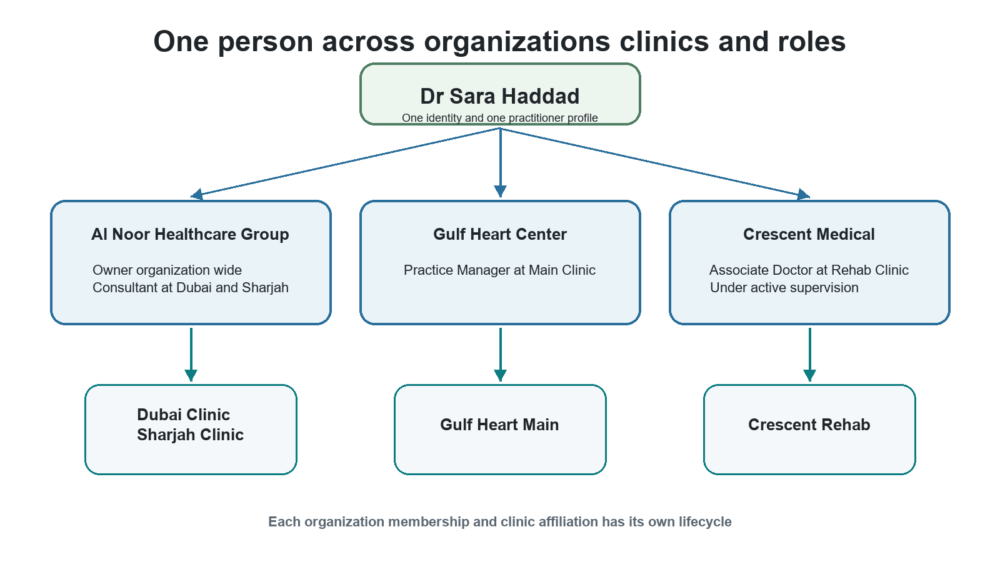 One person across organizations clinics and roles
Dr Sara Haddad
One identity and one practitioner profile
Al Noor Healthcare Group
Owner organization wide
Consultant at Dubai and Sharjah
Gulf Heart Center
Practice Manager at Main Clinic
Crescent Medical
Associate Doctor at Rehab Clinic
Under active supervision
Dubai Clinic
Sharjah Clinic
Gulf Heart Main
Crescent Rehab
Each organization membership and clinic affiliation has its own lifecycle